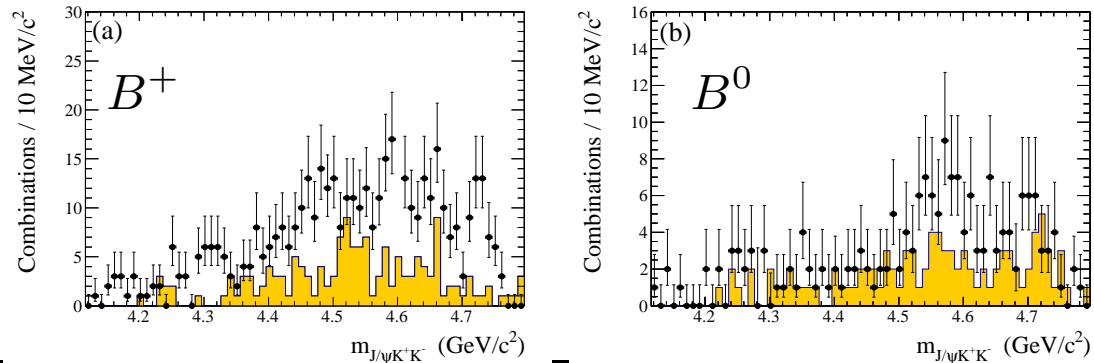 Combinations / 10 MeV/c²
30
25
20
15
10
5
0
(a)
B⁺
4.2 4.3 4.4 4.5 4.6 4.7
m_J/ψK⁺K⁻ (GeV/c²)
Combinations / 10 MeV/c²
16
14
12
10
8
6
4
2
0
(b)
B⁰
4.2 4.3 4.4 4.5 4.6 4.7
m_J/ψK⁺K⁻ (GeV/c²)